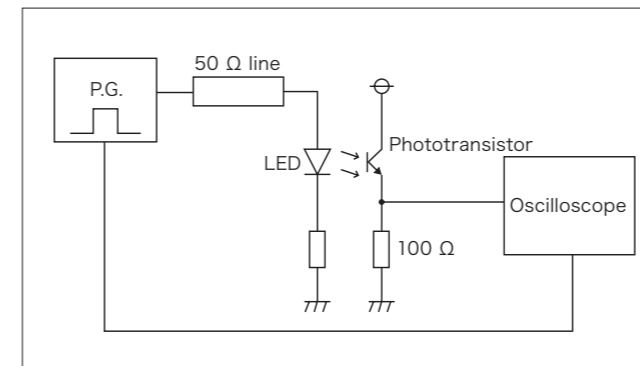 50 Ω line
P.G.
LED
Phototransistor
Oscilloscope
100 Ω